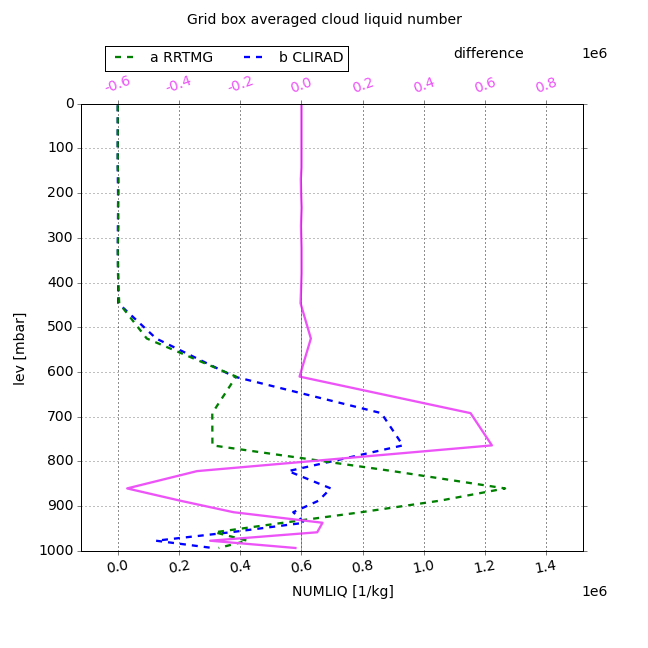 Grid box averaged cloud liquid number
a RRTMG b CLIRAD difference 1e6
-0.6 -0.4 -0.2 0.0 0.2 0.4 0.6 0.8
0
100
200
300
400
500
600
700
800
900
1000
lev [mbar]
0.0 0.2 0.4 0.6 0.8 1.0 1.2 1.4
NUMLIQ [1/kg] 1e6